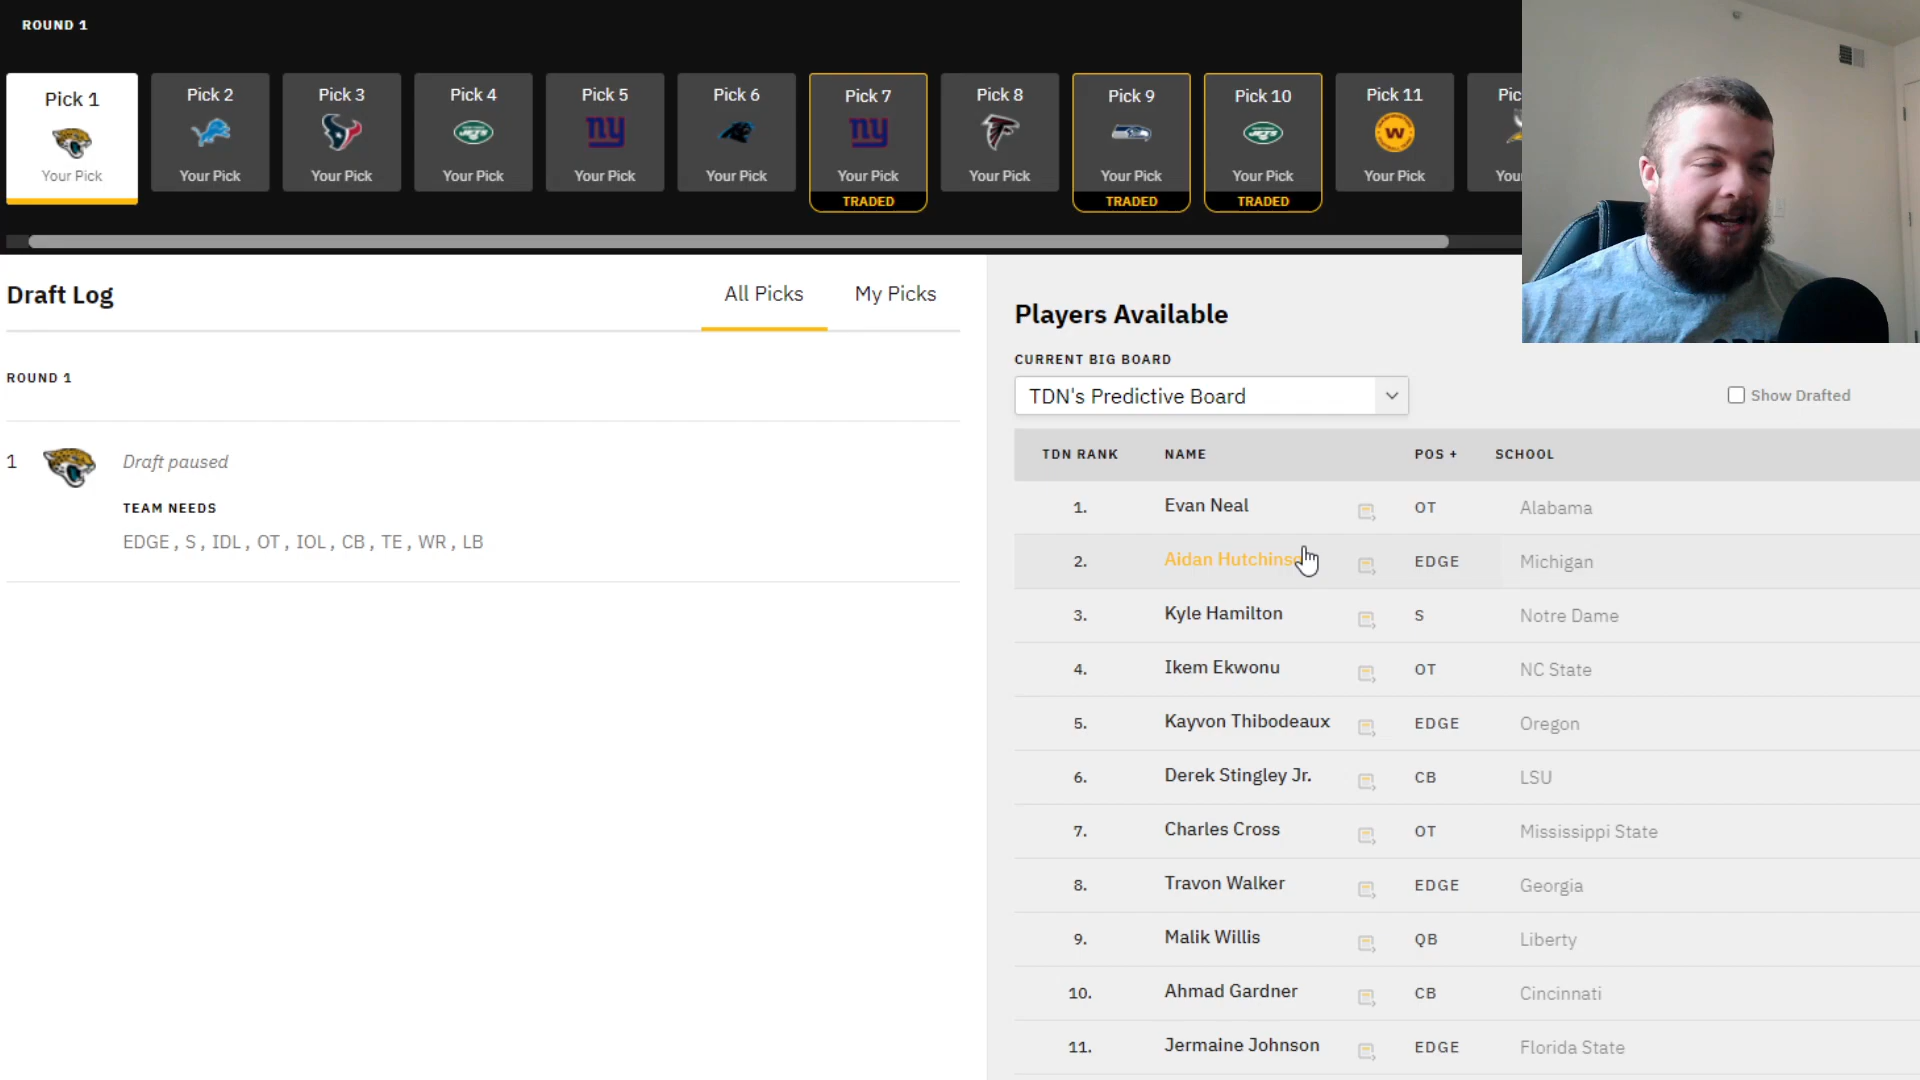 ROUND 1
Pick 1
Your Pick
Pick 2
Your Pick
Pick 3
Your Pick
Pick 4
JETS
Your Pick
Pick 5
ny
Your Pick
Pick 6
Your Pick
Pick 7
ny
Your Pick
TRADED
Pick 8
Your Pick
Pick 9
Your Pick
TRADED
Pick 10
JETS
Your Pick
TRADED
Pick 11
W
Your Pick
Pic
You
Draft Log
All Picks
My Picks
ROUND 1
1
Draft paused
TEAM NEEDS
EDGE , S , IDL , OT , IOL , CB , TE , WR , LB
Players Available
CURRENT BIG BOARD
TDN's Predictive Board
Show Drafted
TDN RANK NAME POS + SCHOOL
1. Evan Neal OT Alabama
2. Aidan EDGE Michigan
3. Kyle Hamilton S Notre Dame
4. Ikem Ekwonu OT NC State
5. Kayvon Thibodeaux EDGE Oregon
6. Derek Stingley Jr. CB LSU
7. Charles Cross OT Mississippi State
8. Travon Walker EDGE Georgia
9. Malik Willis QB Liberty
10. Ahmad Gardner CB Cincinnati
11. Jermaine Johnson EDGE Florida State